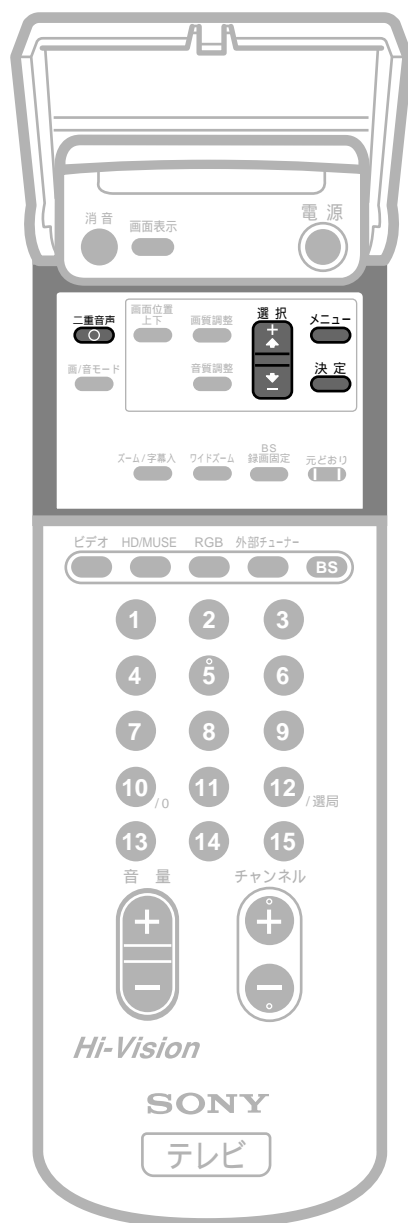 消音
画面表示
電 源
二重音声
画面位置
上下
画質調整
選 択
メニュー
画/音モード
音質調整
決 定
ズーム/字幕入
ワイドズーム
BS
録画固定
元どおり
ビデオ HD/MUSE RGB 外部チューナー
BS
1 2 3
4 5 6
7 8 9
10 /0 11 12 /選局
13 14 15
音 量 チャンネル
+ +
− −
Hi-Vision
SONY
テレビ